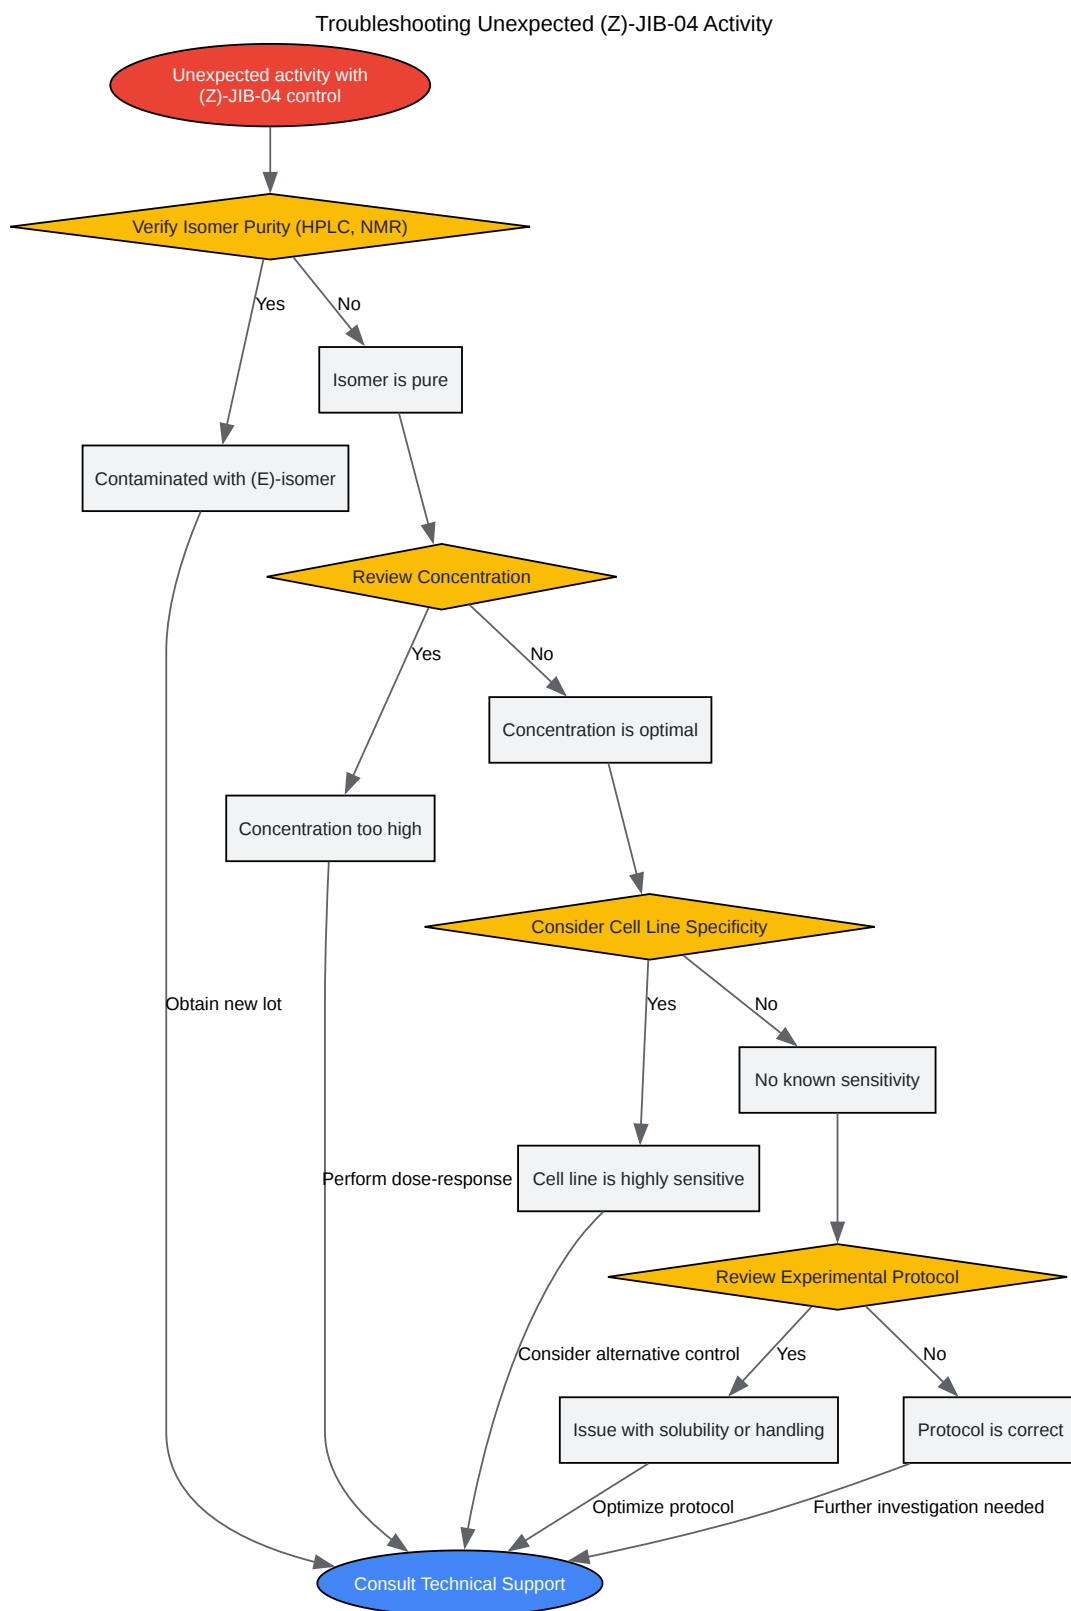 Troubleshooting Unexpected (Z)-JIB-04 Activity
Unexpected activity with
(Z)-JIB-04 control
Verify Isomer Purity (HPLC, NMR)
Yes
No
Isomer is pure
Contaminated with (E)-isomer
Review Concentration
Yes
No
Concentration is optimal
Concentration too high
Consider Cell Line Specificity
Obtain new lot
Yes
No
No known sensitivity
Perform dose-response
Cell line is highly sensitive
Review Experimental Protocol
Consider alternative control
Yes
No
Issue with solubility or handling
Protocol is correct
Optimize protocol
Further investigation needed
Consult Technical Support